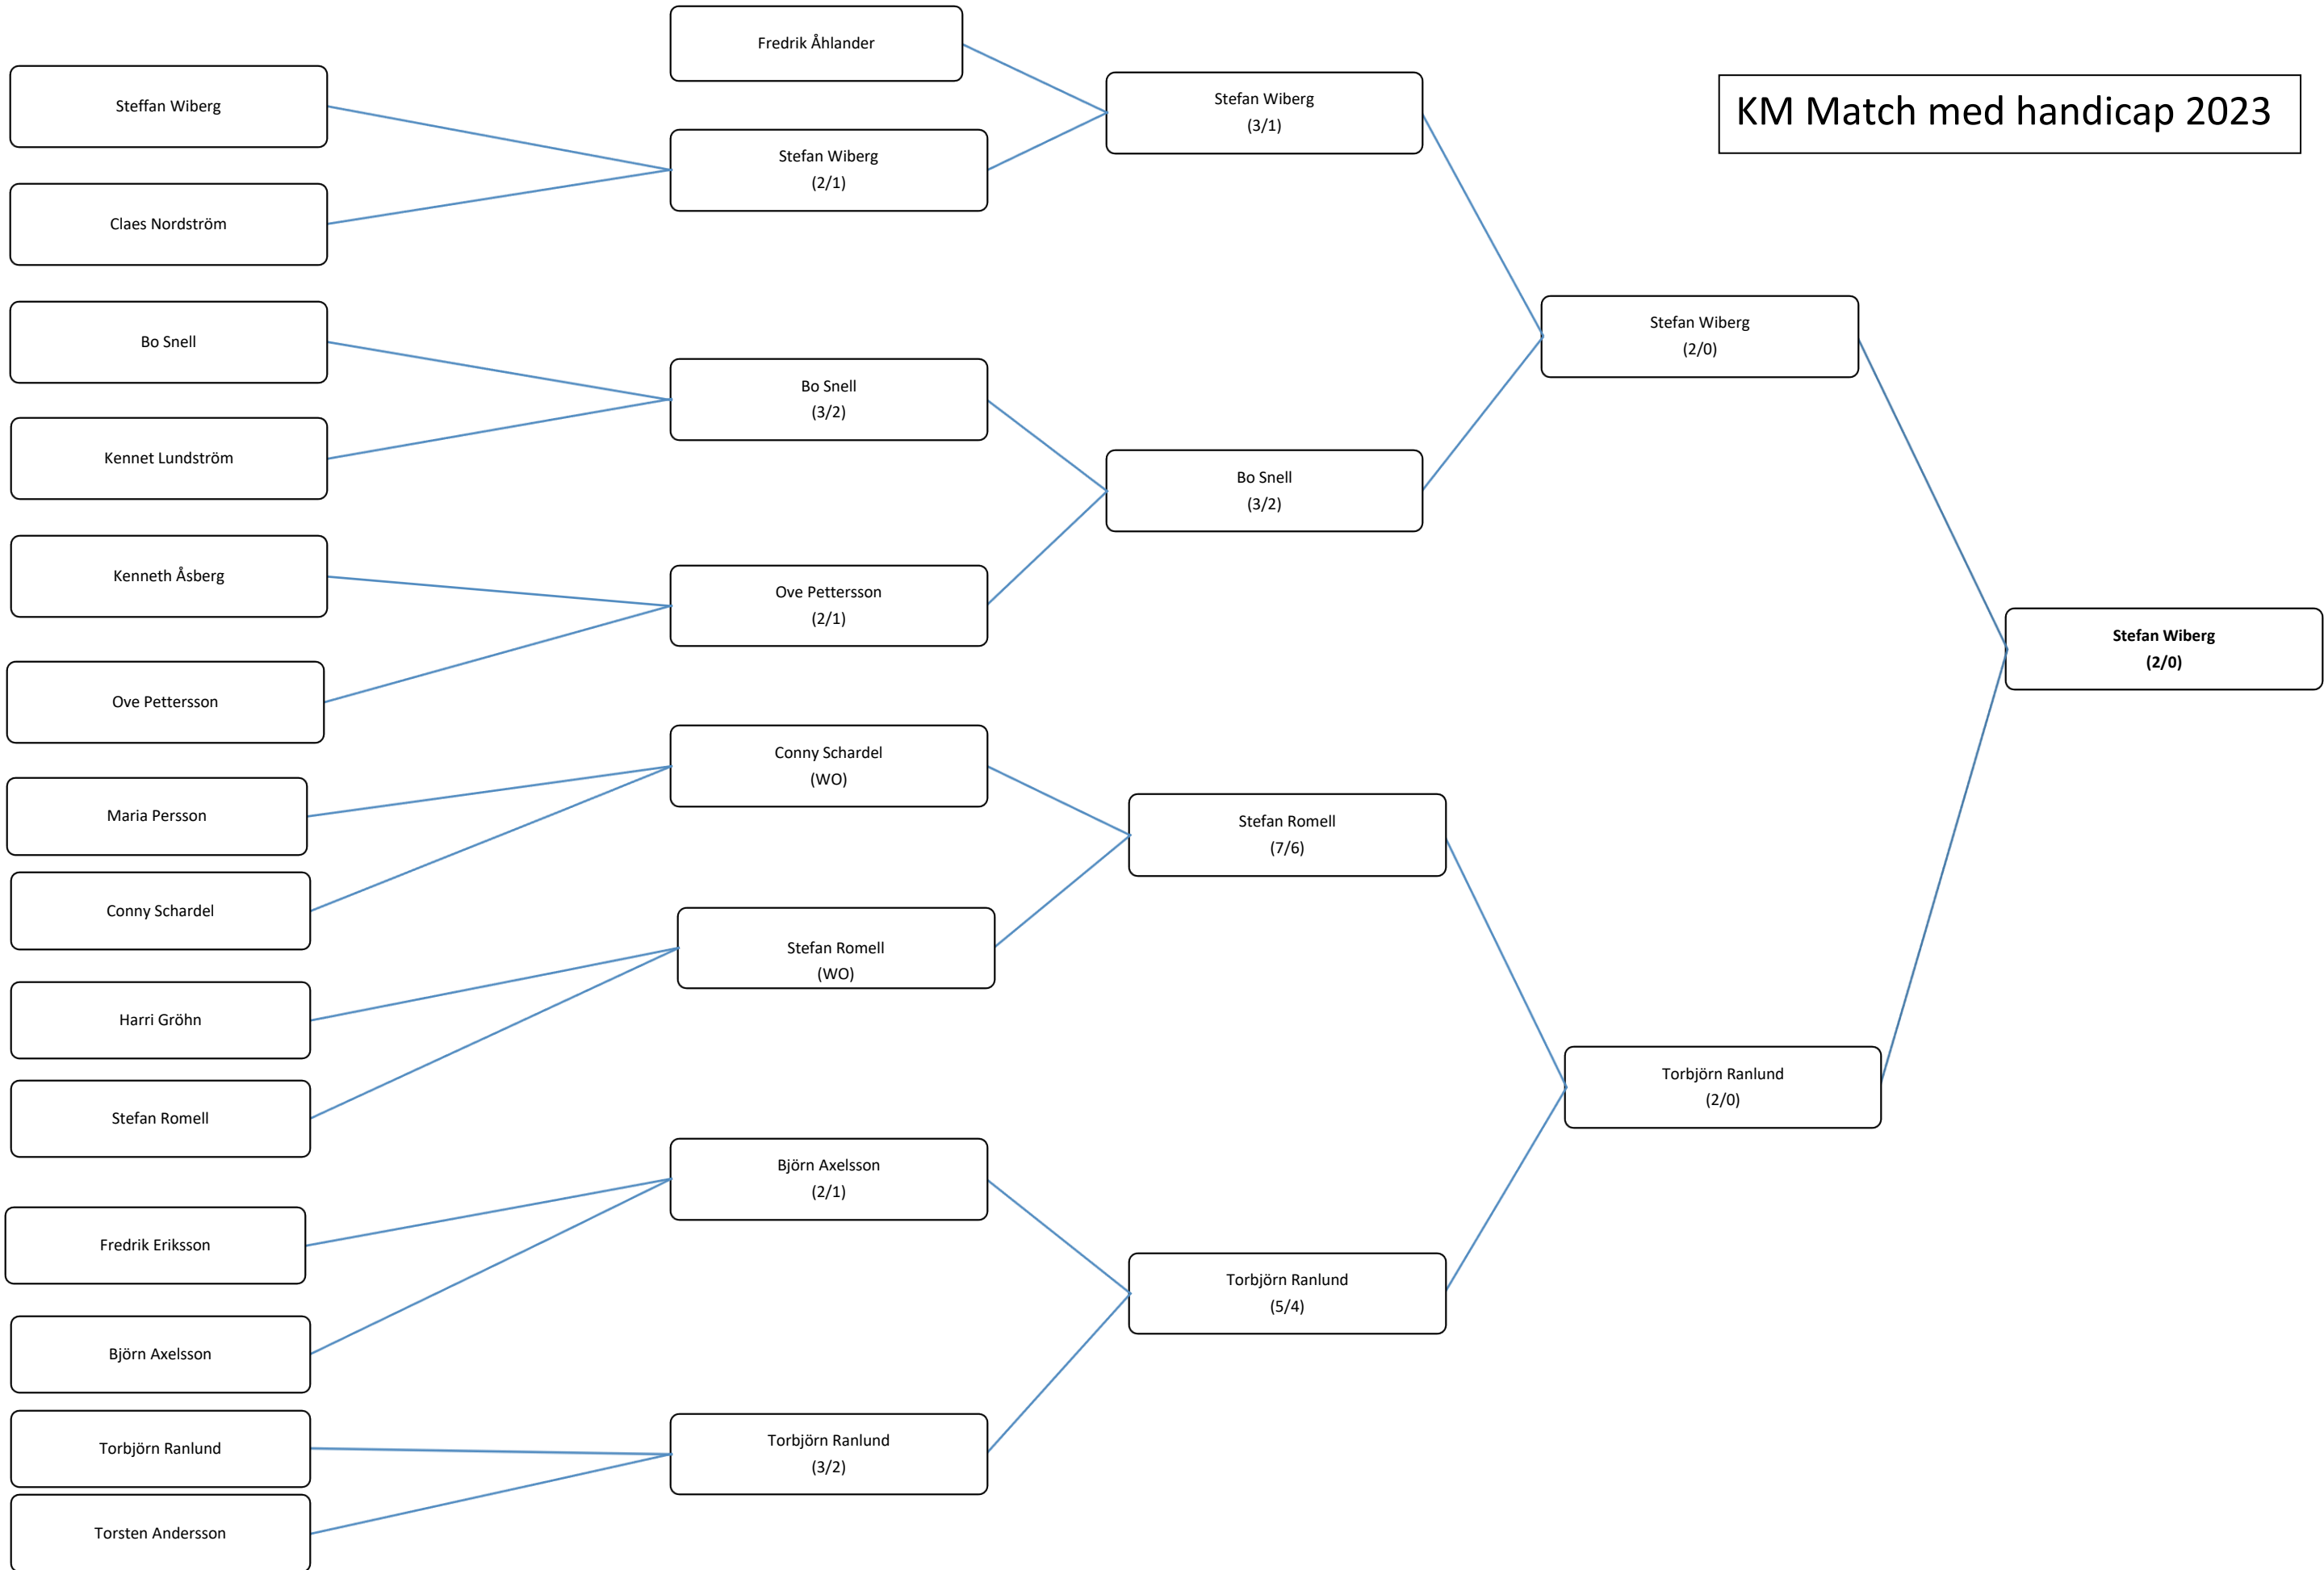 KM Match med handicap 2023
Steffan Wiberg
Claes Nordström
Bo Snell
Kennet Lundström
Kenneth Åsberg
Ove Pettersson
Maria Persson
Conny Schardel
Harri Gröhn
Stefan Romell
Fredrik Eriksson
Björn Axelsson
Torbjörn Ranlund
Torsten Andersson
Fredrik Åhlander
Stefan Wiberg
(2/1)
Bo Snell
(3/2)
Ove Pettersson
(2/1)
Conny Schardel
(WO)
Stefan Romell
(WO)
Björn Axelsson
(2/1)
Torbjörn Ranlund
(3/2)
Stefan Wiberg
(3/1)
Bo Snell
(3/2)
Stefan Romell
(7/6)
Torbjörn Ranlund
(5/4)
Stefan Wiberg
(2/0)
Torbjörn Ranlund
(2/0)
Stefan Wiberg
(2/0)